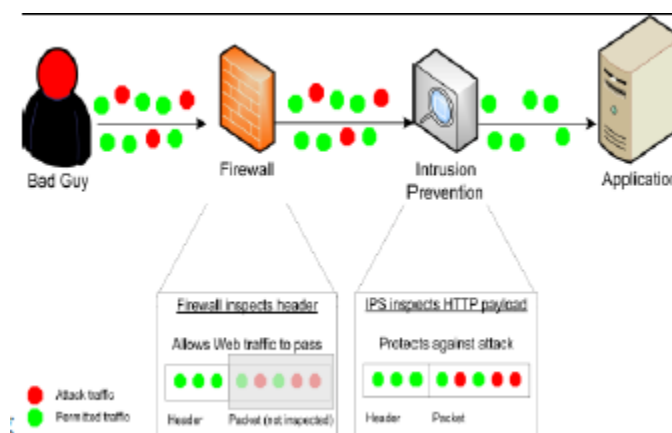 Bad Guy
Firewall
Intrusion
Prevention
Application
Firewall inspects header
Allows Web traffic to pass
Header
Packet (not inspected)
IPS inspects HTTP payload
Protects against attack
Header
Packet
Attack traffic
Permitted traffic